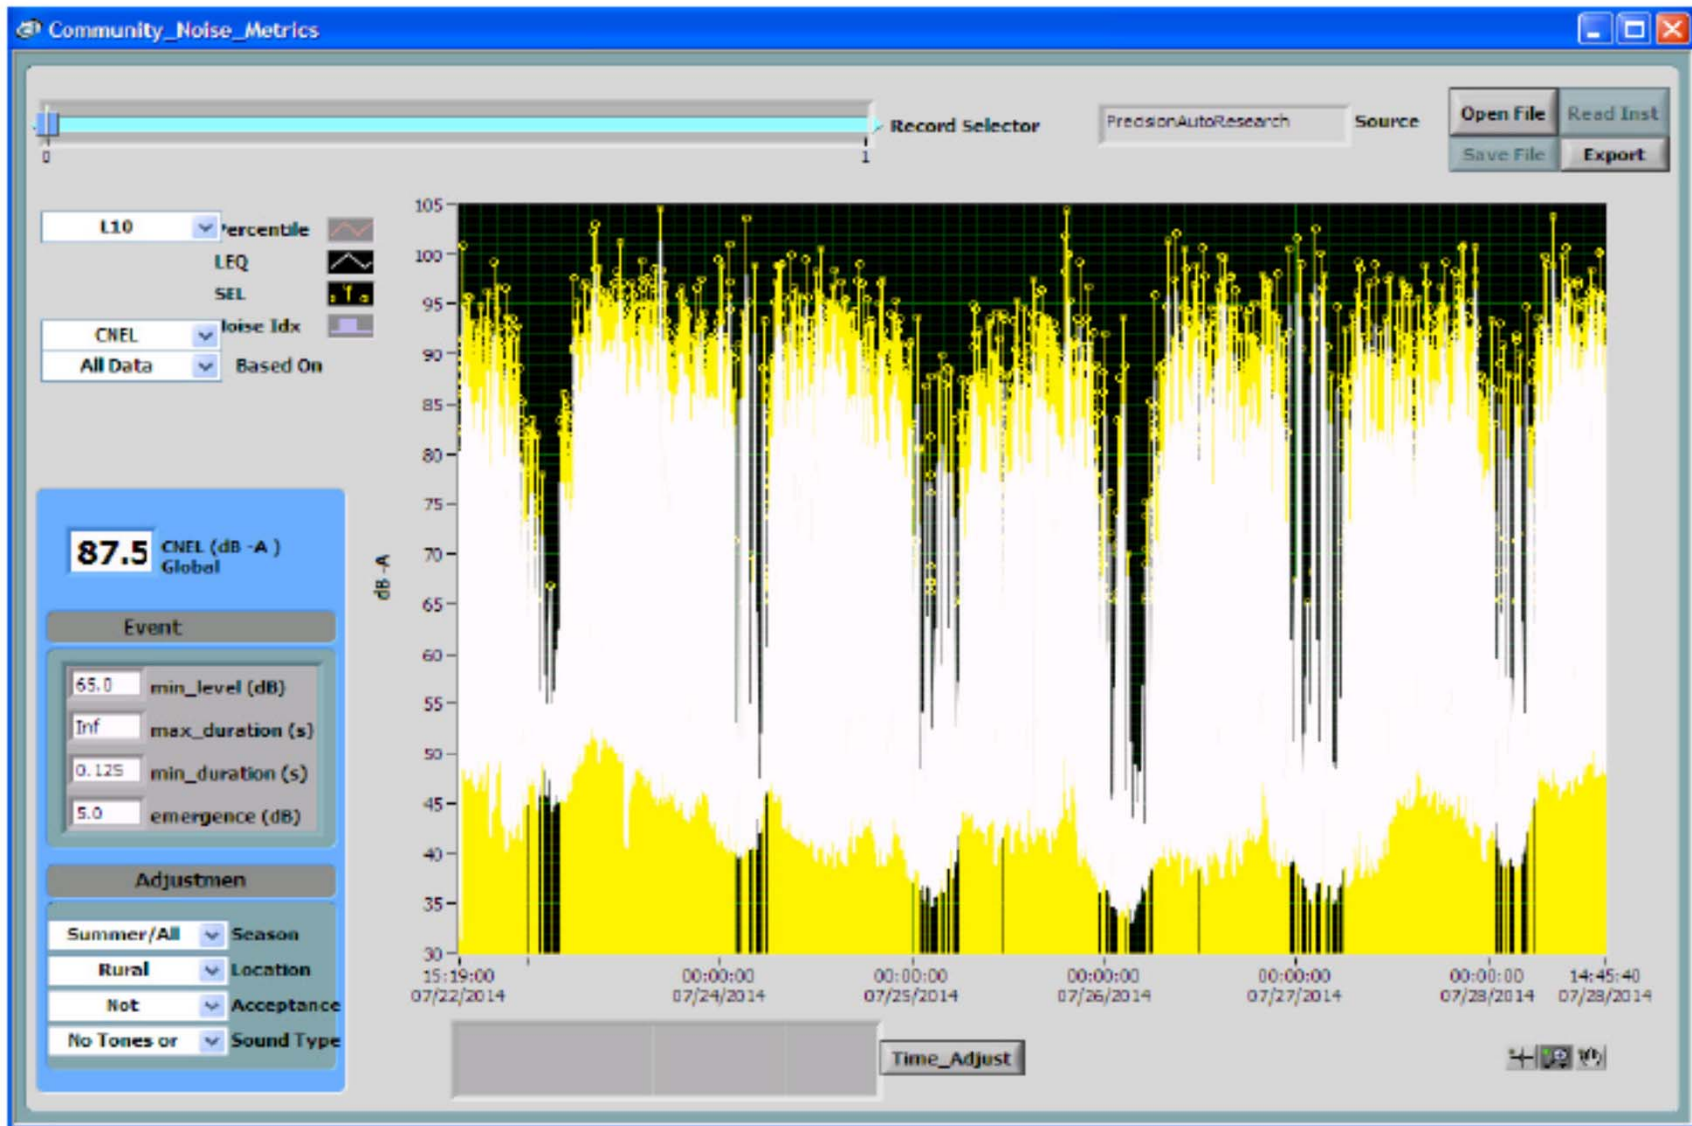 Community_Noise_Metrics
0
1
Record Selector
PrecisionAutoResearch
Source
Open File
Read Inst
Save File
Export
L10
Percentile
LEQ
SEL
CNEL
Noise Idx
All Data
Based On
87.5
CNEL (dB -A )
Global
Event
65.0 min_level (dB)
Inf max_duration (s)
0.125 min_duration (s)
5.0 emergence (dB)
Adjustmen
Summer/All Season
Rural Location
Not Acceptance
No Tones or Sound Type
dB -A
105
100
95
90
85
80
75
70
65
60
55
50
45
40
35
30
15:19:00 00:00:00 00:00:00 00:00:00 00:00:00 00:00:00 14:45:40
07/22/2014 07/24/2014 07/25/2014 07/26/2014 07/27/2014 07/28/2014 07/28/2014
Time_Adjust